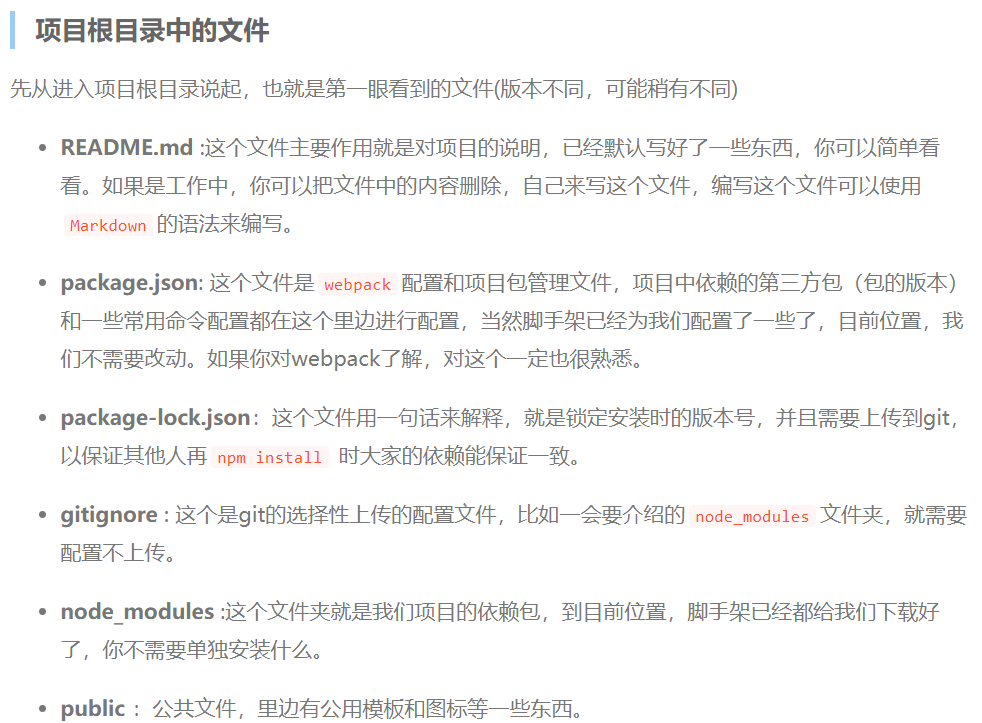 项目根目录中的文件
先从进入项目根目录说起，也就是第一眼看到的文件(版本不同，可能稍有不同)
README.md :这个文件主要作用就是对项目的说明，已经默认写好了一些东西，你可以简单看
看。如果是工作中，你可以把文件中的内容删除，自己来写这个文件，编写这个文件可以使用
Markdown 的语法来编写。
package.json: 这个文件是 webpack 配置和项目包管理文件，项目中依赖的第三方包（包的版本）
和一些常用命令配置都在这个里边进行配置，当然脚手架已经为我们配置了一些了，目前位置，我
们不需要改动。如果你对webpack了解，对这个一定也很熟悉。
package-lock.json：这个文件用一句话来解释，就是锁定安装时的版本号，并且需要上传到git，
以保证其他人再 npm install 时大家的依赖能保证一致。
gitignore : 这个是git的选择性上传的配置文件，比如一会要介绍的 node_modules 文件夹，就需要
配置不上传。
node_modules :这个文件夹就是我们项目的依赖包，到目前位置，脚手架已经都给我们下载好
了，你不需要单独安装什么。
public ：公共文件，里边有公用模板和图标等一些东西。